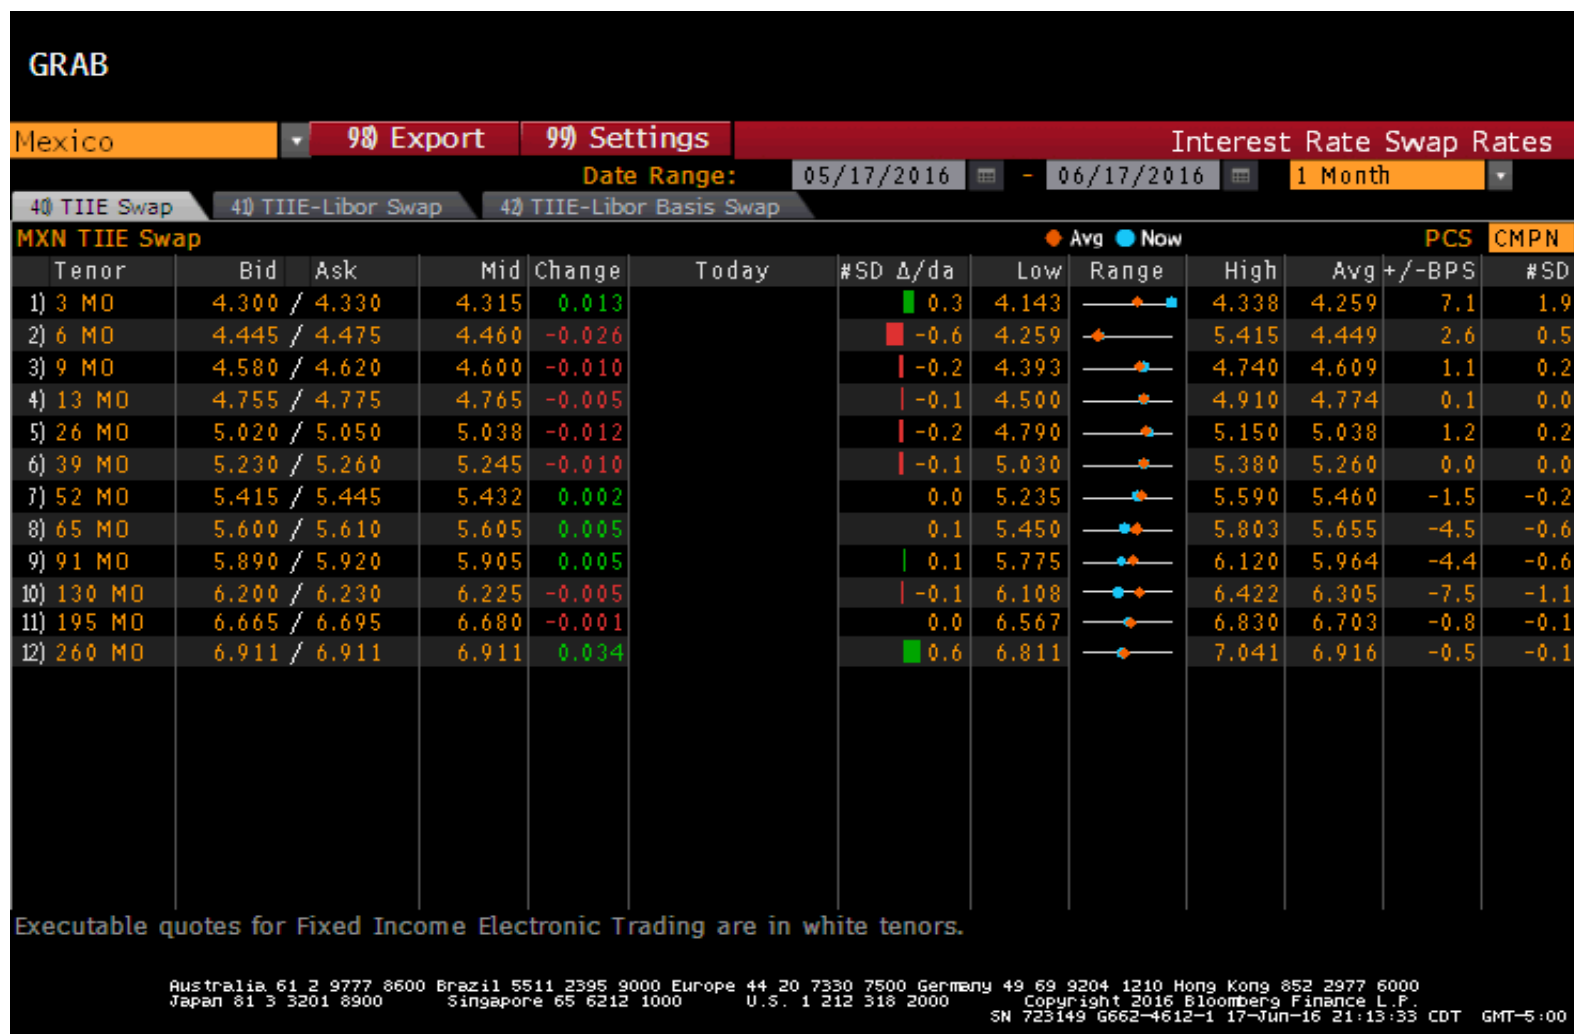 GRAB
Mexico 98) Export 99) Settings Interest Rate Swap Rates
Date Range: 05/17/2016 - 06/17/2016 1 Month
40) TIIE Swap 41) TIIE-Libor Swap 42) TIIE-Libor Basis Swap
MXN TIIE Swap Avg Now PCS CMPN
Tenor Bid Ask Mid Change Today #SD Δ/da Low Range High Avg +/-BPS #SD
1) 3 MO 4.300 / 4.330 4.315 0.013 0.3 4.143 4.338 4.259 7.1 1.9
2) 6 MO 4.445 / 4.475 4.460 -0.026 -0.6 4.259 5.415 4.449 2.6 0.5
3) 9 MO 4.580 / 4.620 4.600 -0.010 -0.2 4.393 4.740 4.609 1.1 0.2
4) 13 MO 4.755 / 4.775 4.765 -0.005 -0.1 4.500 4.910 4.774 0.1 0.0
5) 26 MO 5.020 / 5.050 5.038 -0.012 -0.2 4.790 5.150 5.038 1.2 0.2
6) 39 MO 5.230 / 5.260 5.245 -0.010 -0.1 5.030 5.380 5.260 0.0 0.0
7) 52 MO 5.415 / 5.445 5.432 0.002 0.0 5.235 5.590 5.460 -1.5 -0.2
8) 65 MO 5.600 / 5.610 5.605 0.005 0.1 5.450 5.803 5.655 -4.5 -0.6
9) 91 MO 5.890 / 5.920 5.905 0.005 0.1 5.775 6.120 5.964 -4.4 -0.6
10) 130 MO 6.200 / 6.230 6.225 -0.005 -0.1 6.108 6.422 6.305 -7.5 -1.1
11) 195 MO 6.665 / 6.695 6.680 -0.001 0.0 6.567 6.830 6.703 -0.8 -0.1
12) 260 MO 6.911 / 6.911 6.911 0.034 0.6 6.811 7.041 6.916 -0.5 -0.1
Executable quotes for Fixed Income Electronic Trading are in white tenors.
Australia 61 2 9777 8600 Brazil 5511 2395 9000 Europe 44 20 7330 7500 Germany 49 69 9204 1210 Hong Kong 852 2977 6000
Japan 81 3 3201 8900 Singapore 65 6212 1000 U.S. 1 212 318 2000 Copyright 2016 Bloomberg Finance L.P.
SN 723149 G662-4612-1 17-Jun-16 21:13:33 CDT GMT-5:00